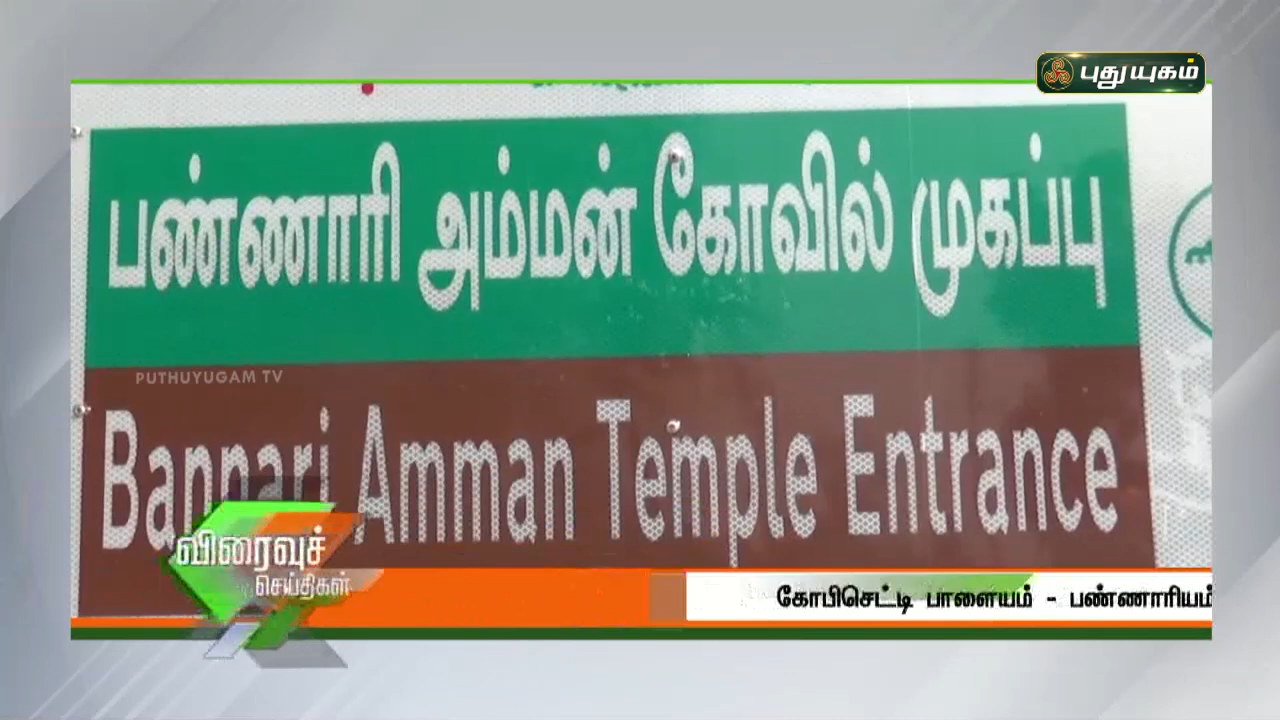 புதுயுகம்
பண்ணாரி அம்மன் கோவில் முகப்பு
PUTHUYUGAM TV
Bannari Amman Temple Entrance
விரைவுச்
செய்திகள்
கோபிசெட்டி பாளையம் - பண்ணாரியம்